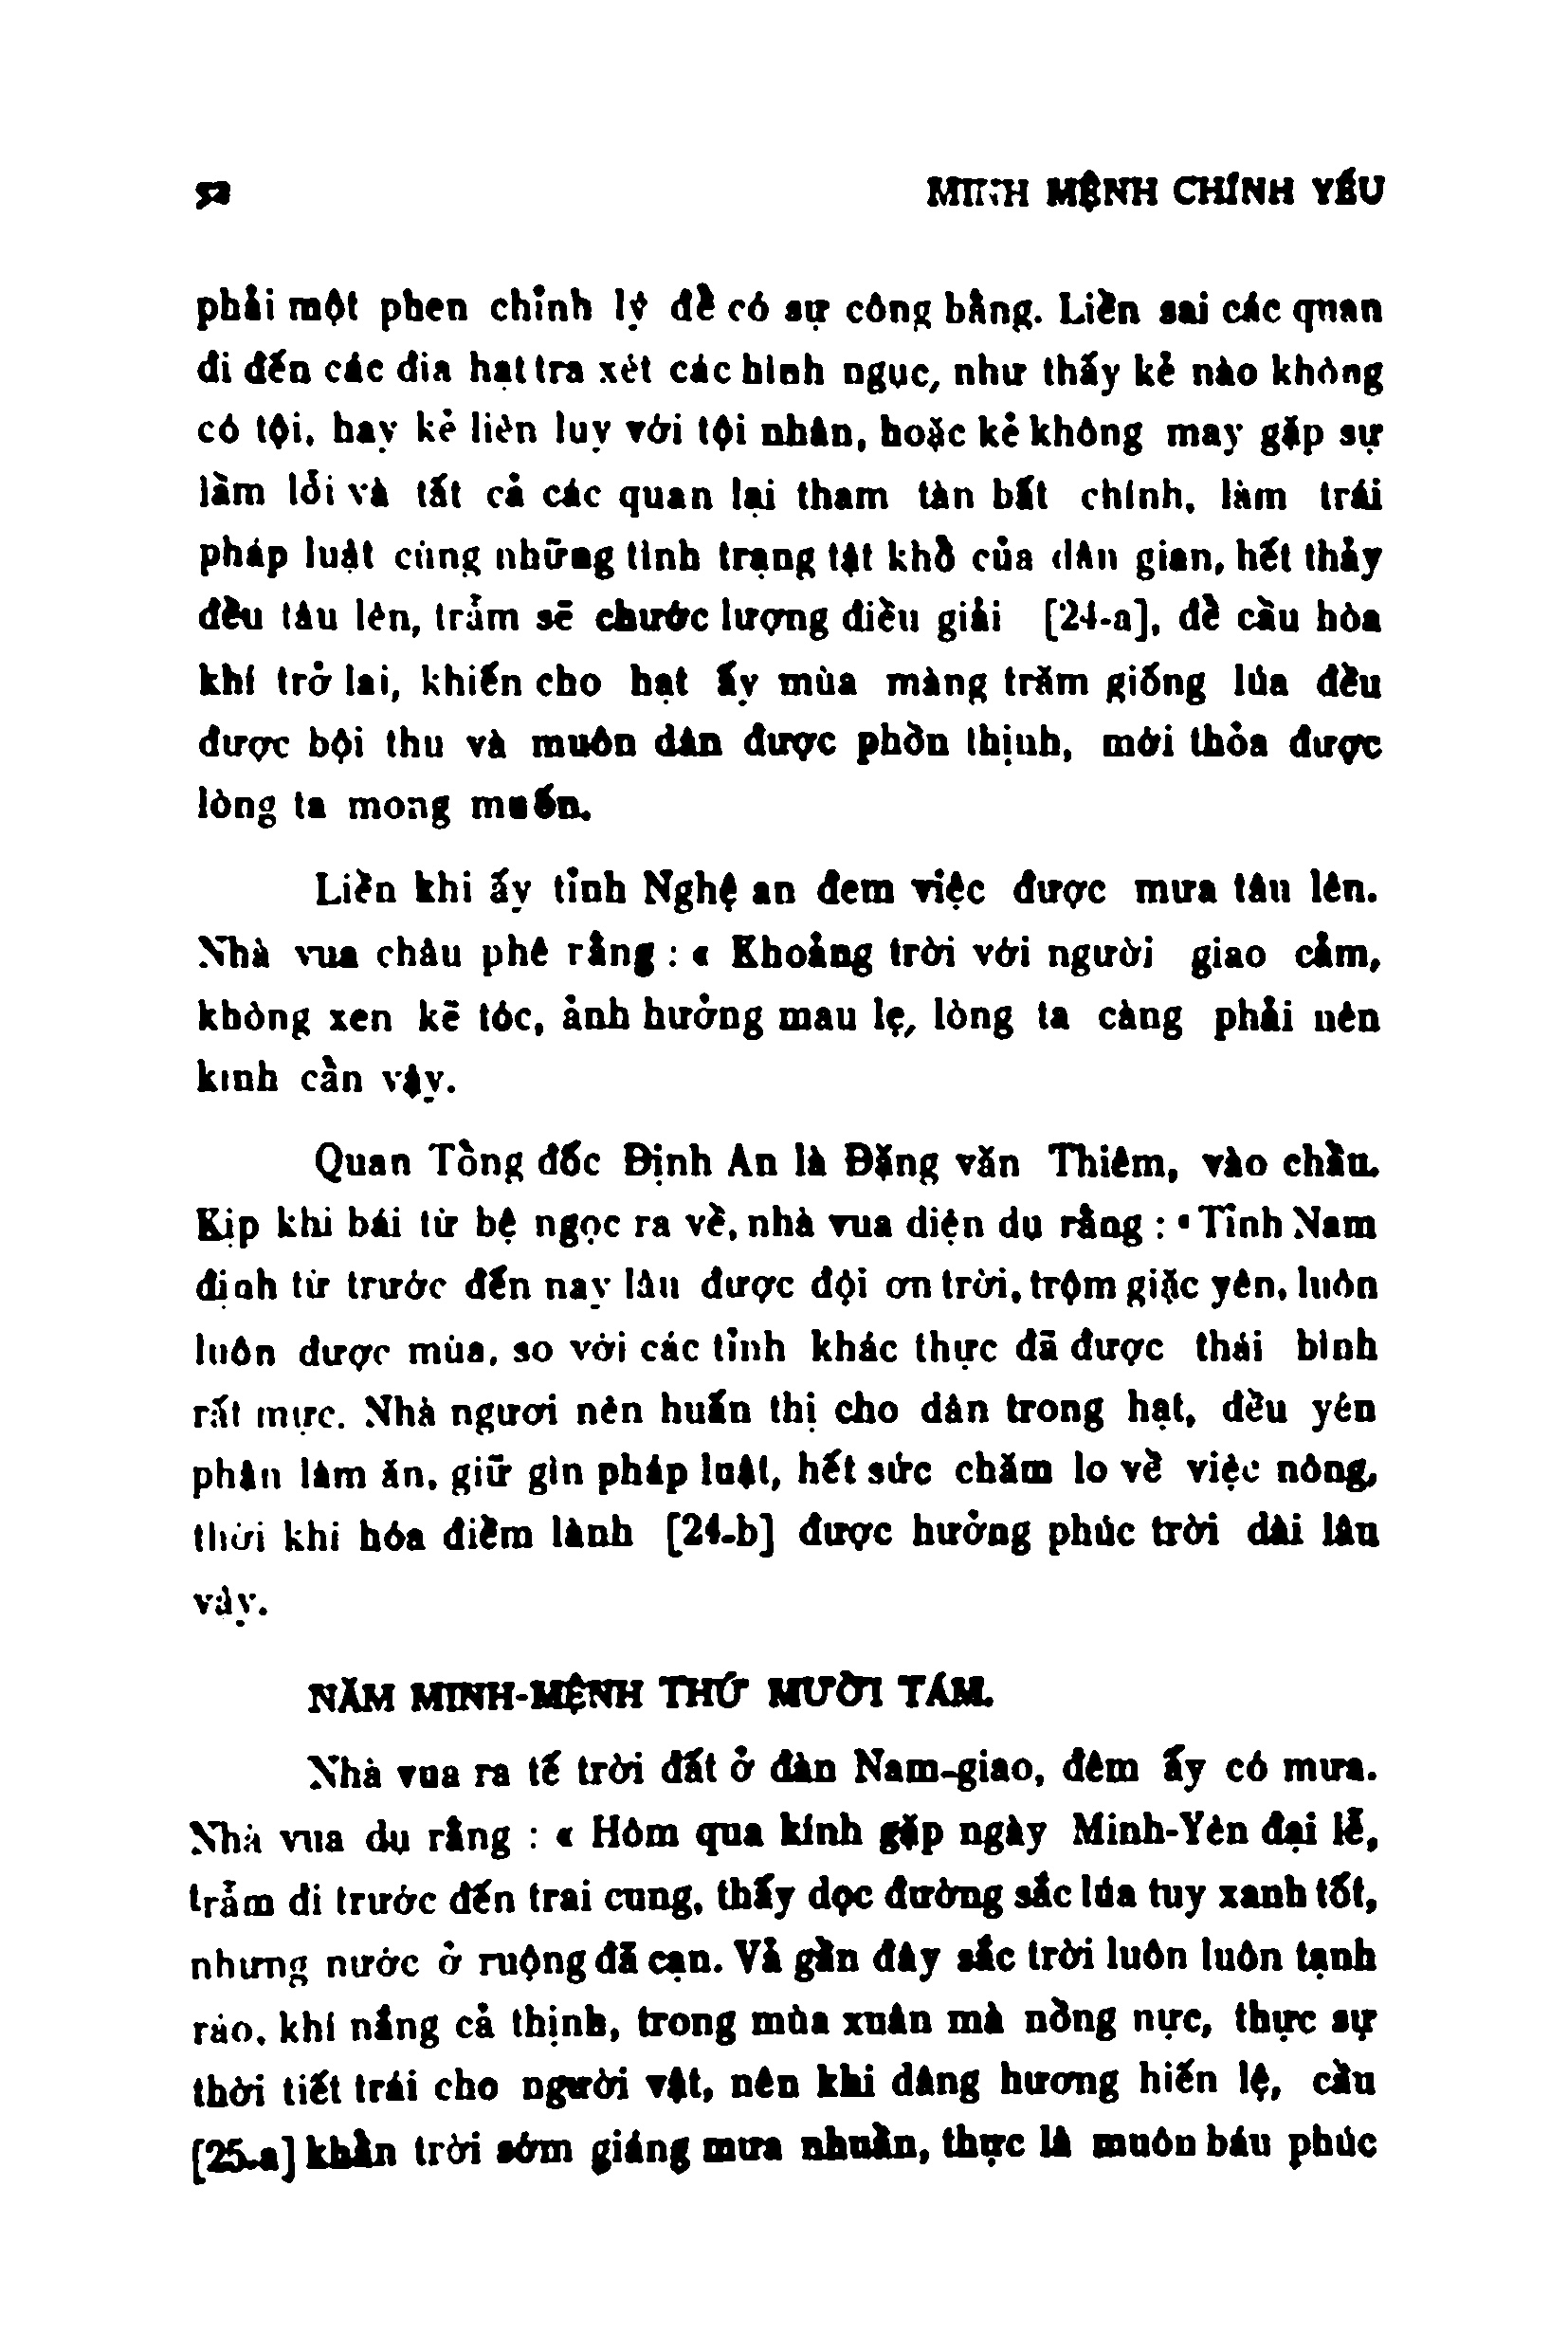 52 MINH MỆNH CHÍNH YẾU
phải một phen chỉnh lý để có sự công bằng. Liền sai các quan
đi đến các địa hạt tra xét các hình ngục, như thấy kẻ nào không
có tội, hay kẻ liên lụy với tội nhân, hoặc kẻ không may gặp sự
lầm lỗi và tất cả các quan lại tham tàn bất chính, làm trái
pháp luật cùng những tình trạng tật khổ của dân gian, hết thảy
đều tâu lên, trẫm sẽ chước lượng điều giải [24-a], để cầu hòa
khí trở lại, khiến cho hạt ấy mùa màng trăm giống lúa đều
được bội thu và muôn dân được phồn thịnh, mới thỏa được
lòng ta mong muốn.
Liền khi ấy tỉnh Nghệ an đem việc được mưa tâu lên.
Nhà vua châu phê rằng : « Khoảng trời với người giao cảm,
không xen kẽ tóc, ảnh hưởng mau lẹ, lòng ta càng phải nên
kính cẩn vậy.
Quan Tổng đốc Định An là Đặng văn Thiêm, vào chầu.
Kịp khi bái từ bệ ngọc ra về, nhà vua diện dụ rằng : « Tỉnh Nam
định từ trước đến nay lâu được đội ơn trời, trộm giặc yên, luôn
luôn được mùa, so với các tỉnh khác thực đã được thái bình
rất mực. Nhà ngươi nên huấn thị cho dân trong hạt, đều yên
phận làm ăn, giữ gìn pháp luật, hết sức chăm lo về việc nông,
thời khi hóa điềm lành [24-b] được hưởng phúc trời dài lâu
vậy.
NĂM MINH-MỆNH THỨ MƯỜI TÁM.
Nhà vua ra tế trời đất ở đàn Nam-giao, đêm ấy có mưa.
Nhà vua dụ rằng : « Hôm qua kính gặp ngày Minh-Yên đại lễ,
trẫm đi trước đến trai cung, thấy dọc đường sắc lúa tuy xanh tốt,
nhưng nước ở ruộng đã cạn. Vả gần đây sắc trời luôn luôn tạnh
ráo, khí nắng cả thịnh, trong mùa xuân mà nồng nực, thực sự
thời tiết trái cho người vật, nên khi dâng hương hiến lệ, cầu
[25-a] khẩn trời sớm giáng mưa nhuần, thực là muôn báu phúc